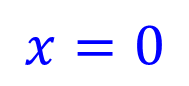 x = 0